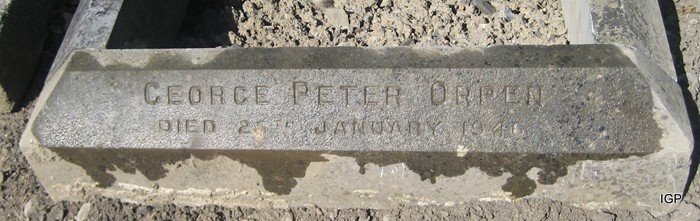 GEORGE PETER ORPEN
DIED JANUARY
IGP